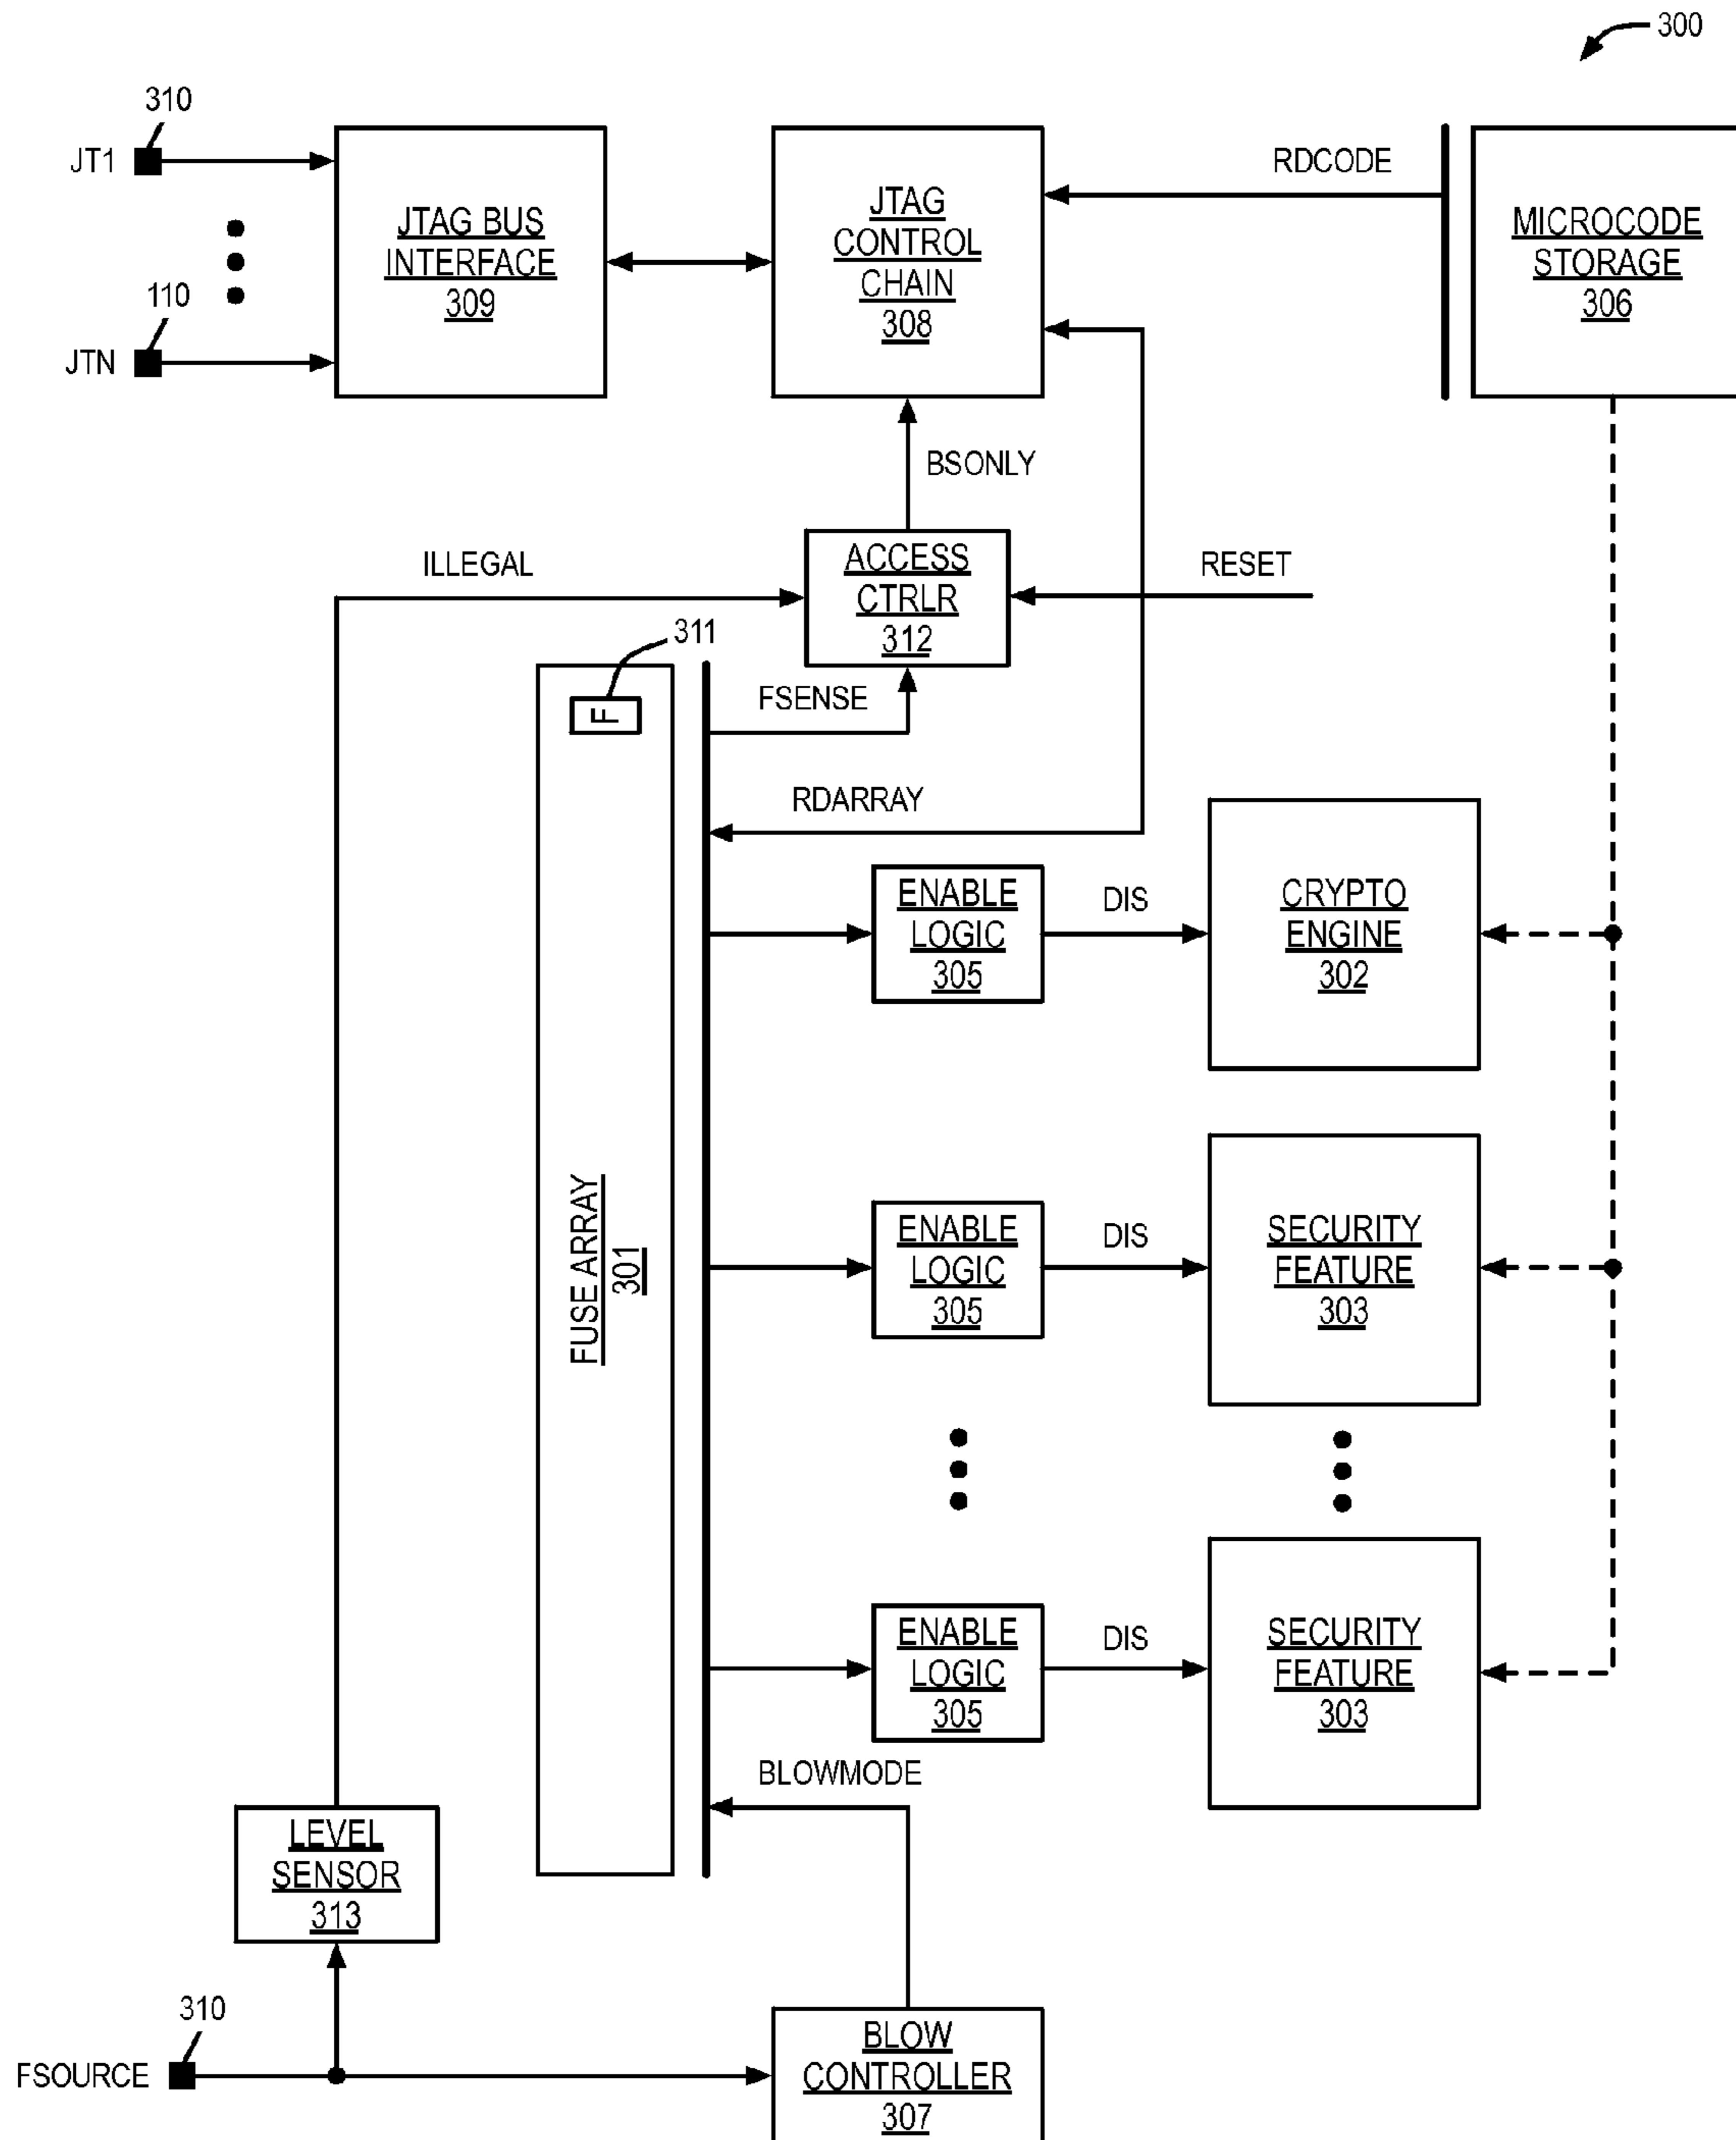 300
310
JT1
JTAG BUS
INTERFACE
309
110
JTN
JTAG
CONTROL
CHAIN
308
RDCODE
MICROCODE
STORAGE
306
BSONLY
ILLEGAL
ACCESS
CTRLR
312
RESET
311
F
FSENSE
RDARRAY
FUSE ARRAY
301
ENABLE
LOGIC
305
DIS
CRYPTO
ENGINE
302
ENABLE
LOGIC
305
DIS
SECURITY
FEATURE
303
ENABLE
LOGIC
305
DIS
SECURITY
FEATURE
303
BLOWMODE
LEVEL
SENSOR
313
310
FSOURCE
BLOW
CONTROLLER
307